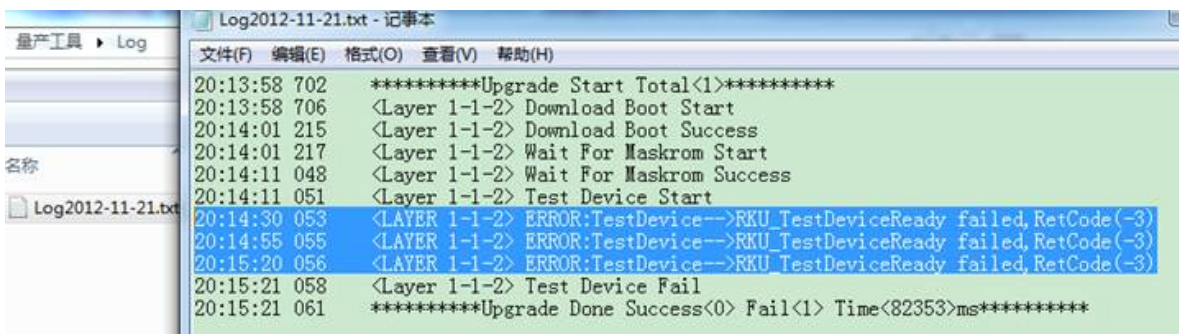 Log2012-11-21.txt - 记事本
量产工具 ▸ Log
文件(F) 编辑(E) 格式(O) 查看(V) 帮助(H)
20:13:58 702 **********Upgrade Start Total<1>**********
20:13:58 706 <Layer 1-1-2> Download Boot Start
20:14:01 215 <Layer 1-1-2> Download Boot Success
20:14:01 217 <Layer 1-1-2> Wait For Maskrom Start
20:14:11 048 <Layer 1-1-2> Wait For Maskrom Success
20:14:11 051 <Layer 1-1-2> Test Device Start
20:14:30 053 <LAYER 1-1-2> ERROR:TestDevice-->RKU_TestDeviceReady failed,RetCode(-3)
20:14:55 055 <LAYER 1-1-2> ERROR:TestDevice-->RKU_TestDeviceReady failed,RetCode(-3)
20:15:20 056 <LAYER 1-1-2> ERROR:TestDevice-->RKU_TestDeviceReady failed,RetCode(-3)
20:15:21 058 <Layer 1-1-2> Test Device Fail
20:15:21 061 **********Upgrade Done Success<0> Fail<1> Time<82353>ms**********
名称
Log2012-11-21.txt